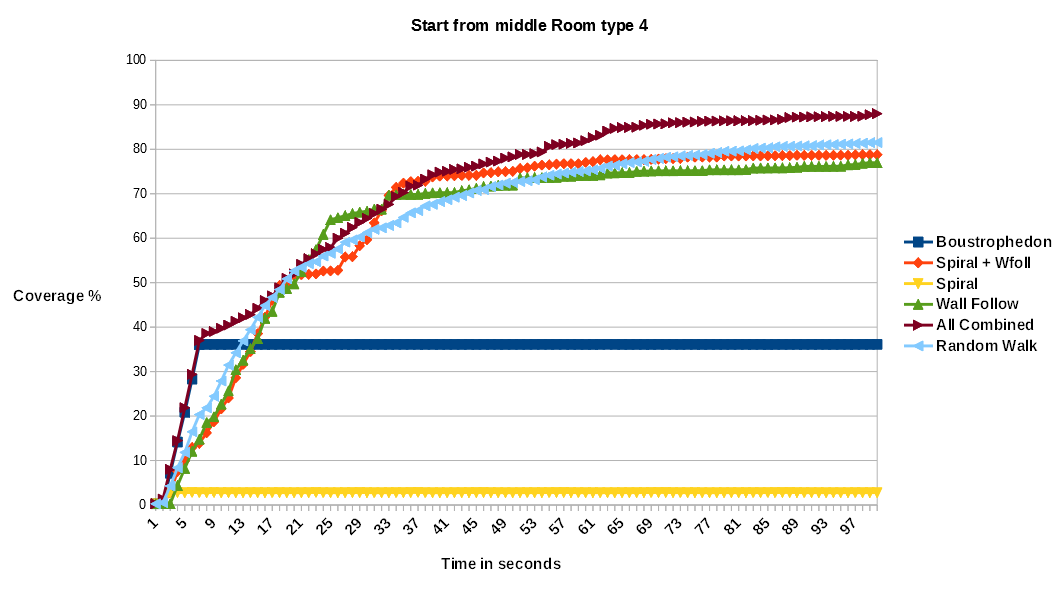 Start from middle Room type 4
100
90
80
70
60
50
40
30
20
10
0
Coverage %
1 5 9 13 17 21 25 29 33 37 41 45 49 53 57 61 65 69 73 77 81 85 89 93 97
Time in seconds
Boustrophedon
Spiral + Wfoll
Spiral
Wall Follow
All Combined
Random Walk